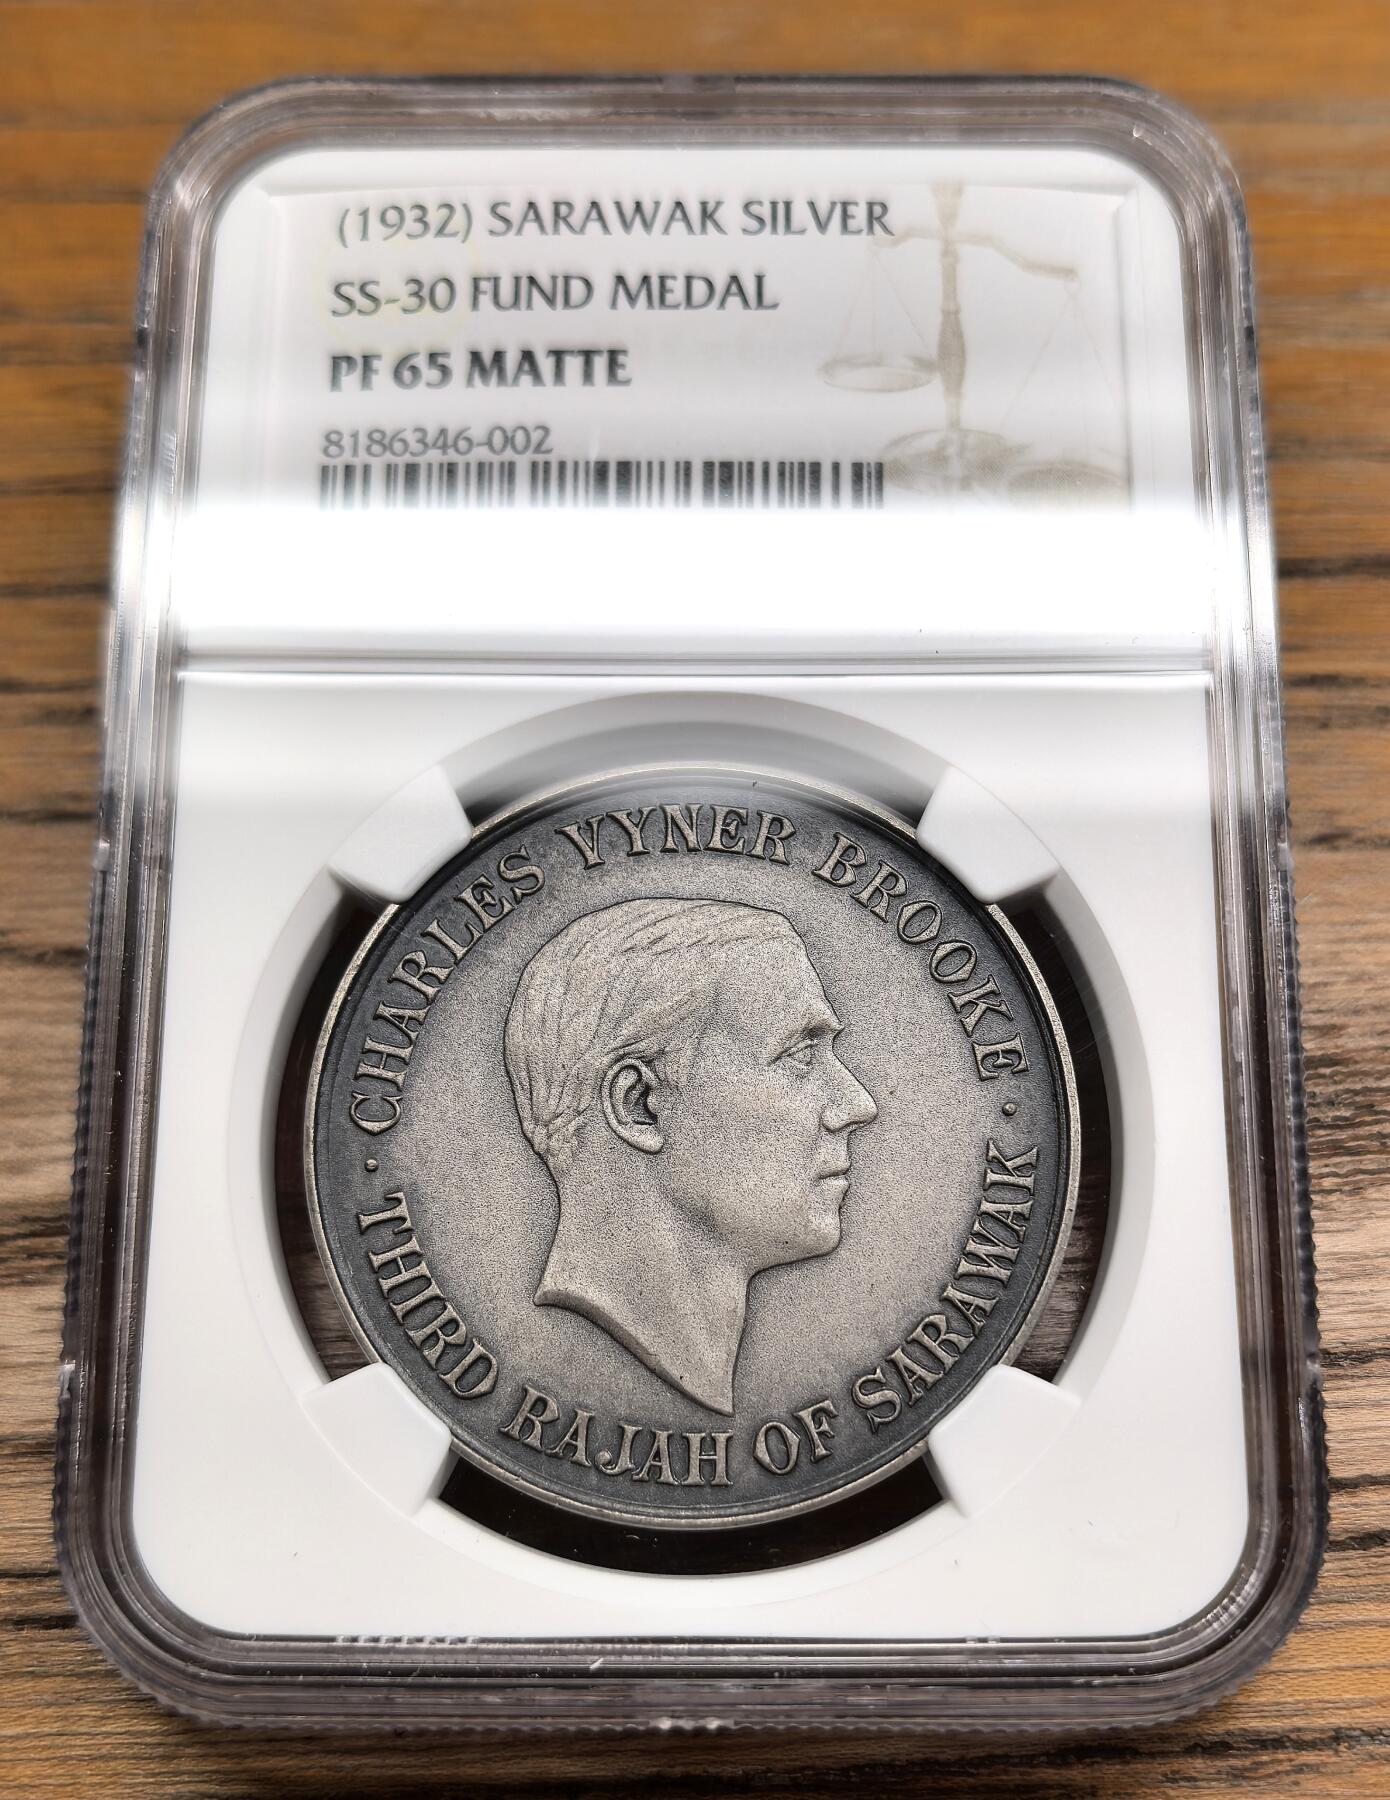 (1932) SARAWAK SILVER
SS-30 FUND MEDAL
PF 65 MATTE
8186346-002
· CHARLES VYNER BROOKE ·
THIRD RAJAH OF SARAWAK